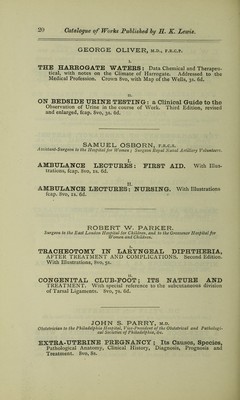 20 Catalogue of Works Published by H. K. Lewis.
GEORGE OLIVER, M.D., F.R.C.P.
I.
THE HARROGATE WATERS: Data Chemical and Therapeu-
tical, with notes on the Climate of Harrogate. Addressed to the
Medical Profession. Crown 8vo, with Map of the Wells, 3s. 6d.
II.
ON BEDSIDE URINE TESTING: a Clinical Guide to the
Observation of Urine in the course of Work. Third Edition, revised
and enlarged, fcap. 8vo, 3s. 6d.
SAMUEL OSBORN, F.R.C.S.
Assistant-Surgeon to the Hospital for Women; Surgeon Royal Naval Artillery Volunteers.
I.
AMBULANCE LECTURES: FIRST AID. With Illus-
trations, fcap. 8vo, 1s. 6d.
II.
AMBULANCE LECTURES: NURSING. With Illustrations
fcap. 8vo, 1s. 6d.
ROBERT W. PARKER.
Surgeon to the East London Hospital for Children, and to the Grosvenor Hospital for
Women and Children.
I.
TRACHEOTOMY IN LARYNGEAL DIPHTHERIA,
AFTER TREATMENT AND COMPLICATIONS. Second Edition.
With Illustrations, 8vo, 5s.
II.
CONGENITAL CLUB-FOOT; ITS NATURE AND
TREATMENT. With special reference to the subcutaneous division
of Tarsal Ligaments. 8vo, 7s. 6d.
JOHN S. PARRY, M.D.
Obstetrician to the Philadelphia Hospital, Vice-President of the Obstetrical and Pathologi-
cal Societies of Philadelphia, &c.
EXTRA-UTERINE PREGNANCY; Its Causes, Species,
Pathological Anatomy, Clinical History, Diagnosis, Prognosis and
Treatment. 8vo, 8s.